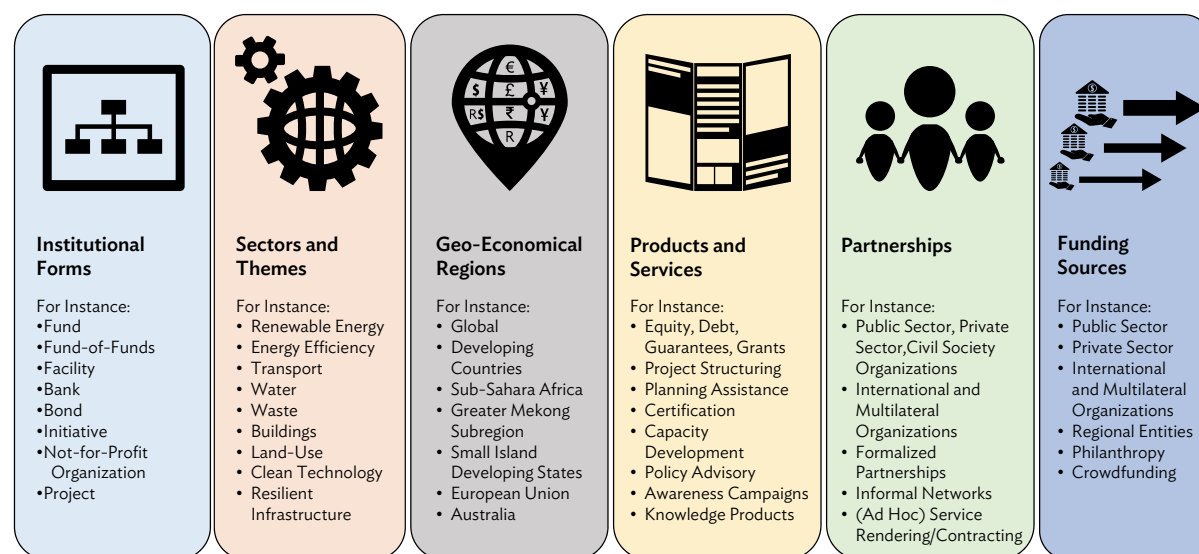 €
$ £ ¥
R$ ₹ ¥
R
$
$
$
Institutional
Forms
For Instance:
•Fund
•Fund-of-Funds
•Facility
•Bank
•Bond
•Initiative
•Not-for-Profit
Organization
•Project
Sectors and
Themes
For Instance:
• Renewable Energy
• Energy Efficiency
• Transport
• Water
• Waste
• Buildings
• Land-Use
• Clean Technology
• Resilient
Infrastructure
Geo-Economical
Regions
For Instance:
• Global
• Developing
Countries
• Sub-Sahara Africa
• Greater Mekong
Subregion
• Small Island
Developing States
• European Union
• Australia
Products and
Services
For Instance:
• Equity, Debt,
Guarantees, Grants
• Project Structuring
• Planning Assistance
• Certification
• Capacity
Development
• Policy Advisory
• Awareness Campaigns
• Knowledge Products
Partnerships
For Instance:
• Public Sector, Private
Sector,Civil Society
Organizations
• International and
Multilateral
Organizations
• Formalized
Partnerships
• Informal Networks
• (Ad Hoc) Service
Rendering/Contracting
Funding
Sources
For Instance:
• Public Sector
• Private Sector
• International
and Multilateral
Organizations
• Regional Entities
• Philanthropy
• Crowdfunding